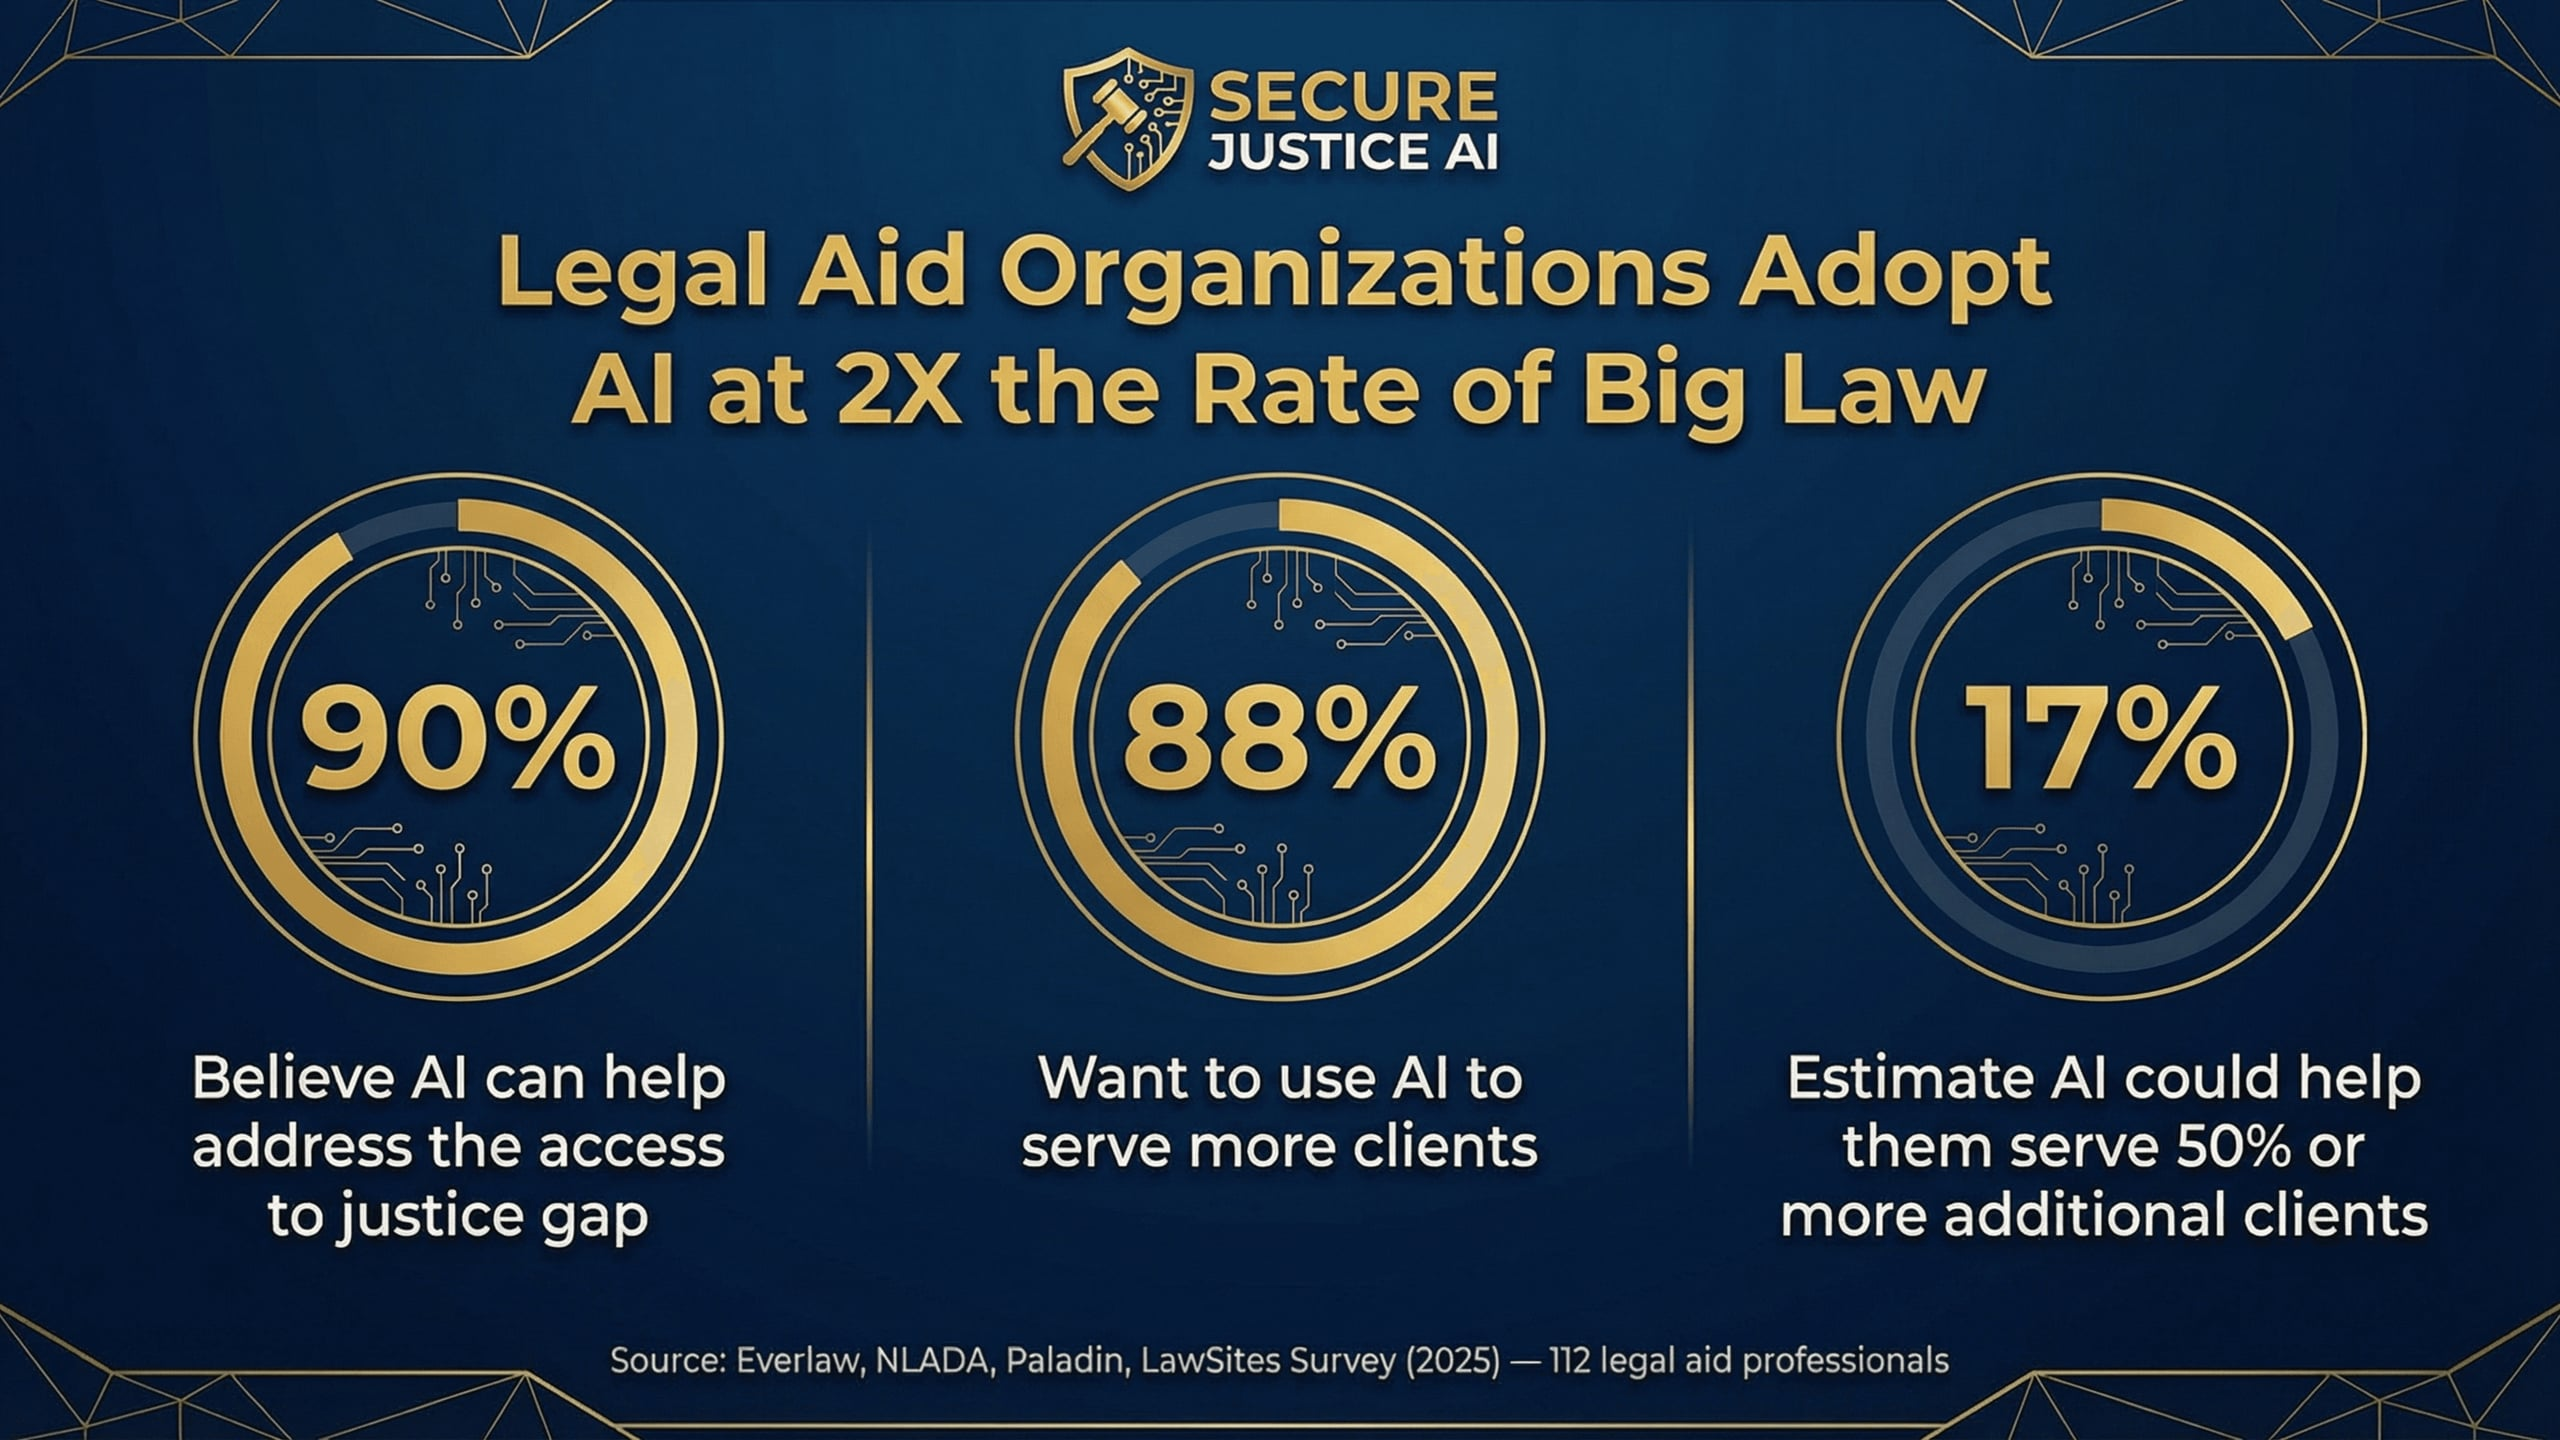 SECURE
JUSTICE AI
Legal Aid Organizations Adopt
AI at 2X the Rate of Big Law
90%
Believe AI can help
address the access
to justice gap
88%
Want to use AI to
serve more clients
17%
Estimate AI could help
them serve 50% or
more additional clients
Source: Everlaw, NLADA, Paladin, LawSites Survey (2025) — 112 legal aid professionals